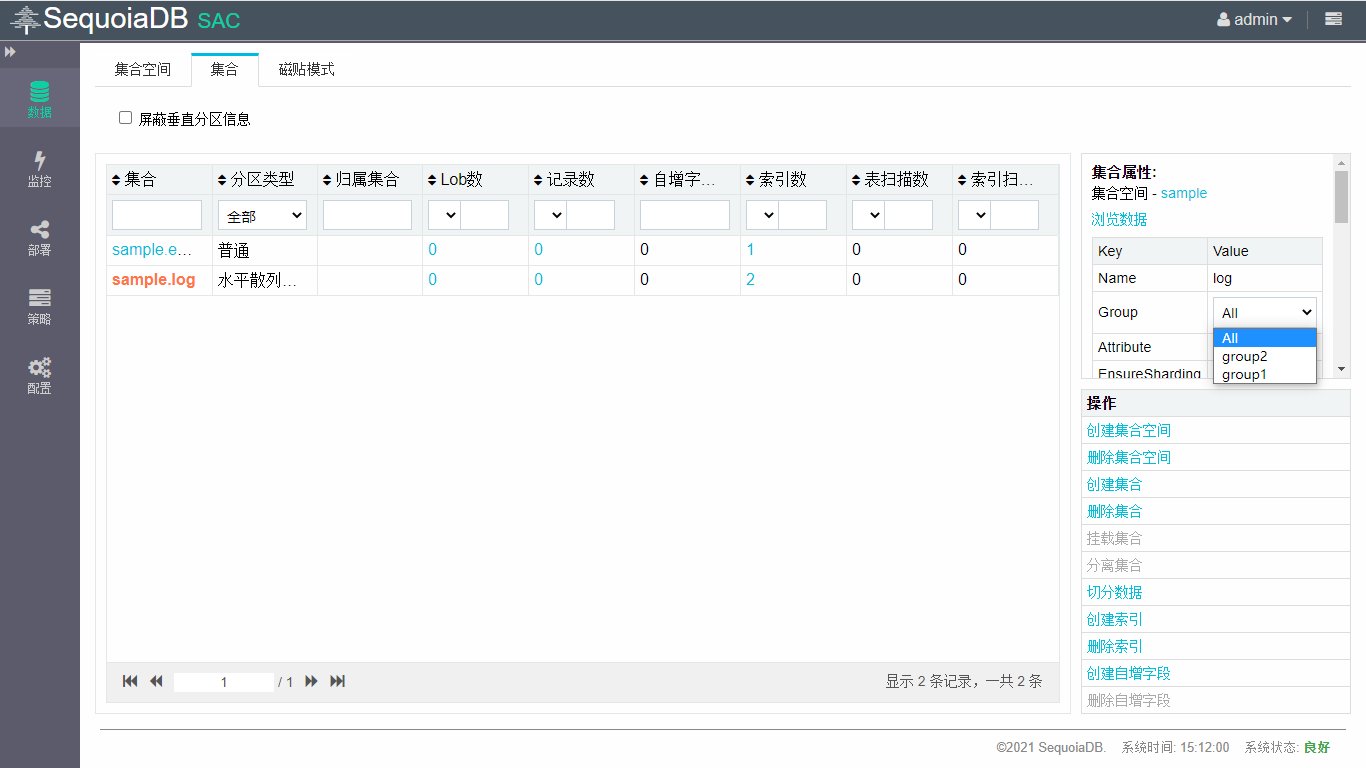 SequoiaDB SAC
admin
数据
监控
部署
策略
配置
集合空间 集合 磁贴模式
屏蔽垂直分区信息
集合 分区类型 归属集合 Lob数 记录数 自增字… 索引数 表扫描数 索引扫…
全部
sample.e… 普通 0 0 0 1 0 0
sample.log 水平散列… 0 0 0 2 0 0
1 / 1 显示 2 条记录，一共 2 条
集合属性:
集合空间 - sample
浏览数据
Key Value
Name log
Group All
All
group2
group1
Attribute
EnsureSharding
操作
创建集合空间
删除集合空间
创建集合
删除集合
挂载集合
分离集合
切分数据
创建索引
删除索引
创建自增字段
删除自增字段
©2021 SequoiaDB. 系统时间: 15:12:00 系统状态: 良好